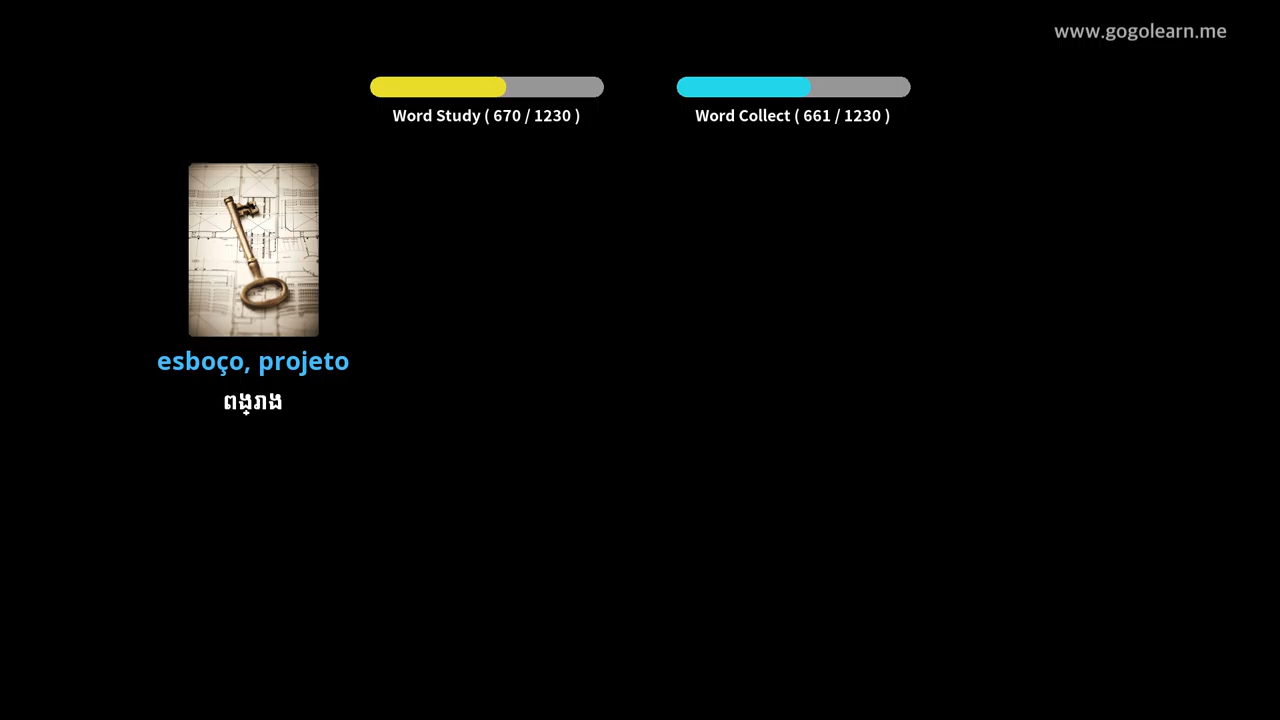 www.gogolearn.me
Word Study ( 670 / 1230 )
Word Collect ( 661 / 1230 )
esboço, projeto
ពង្រាង